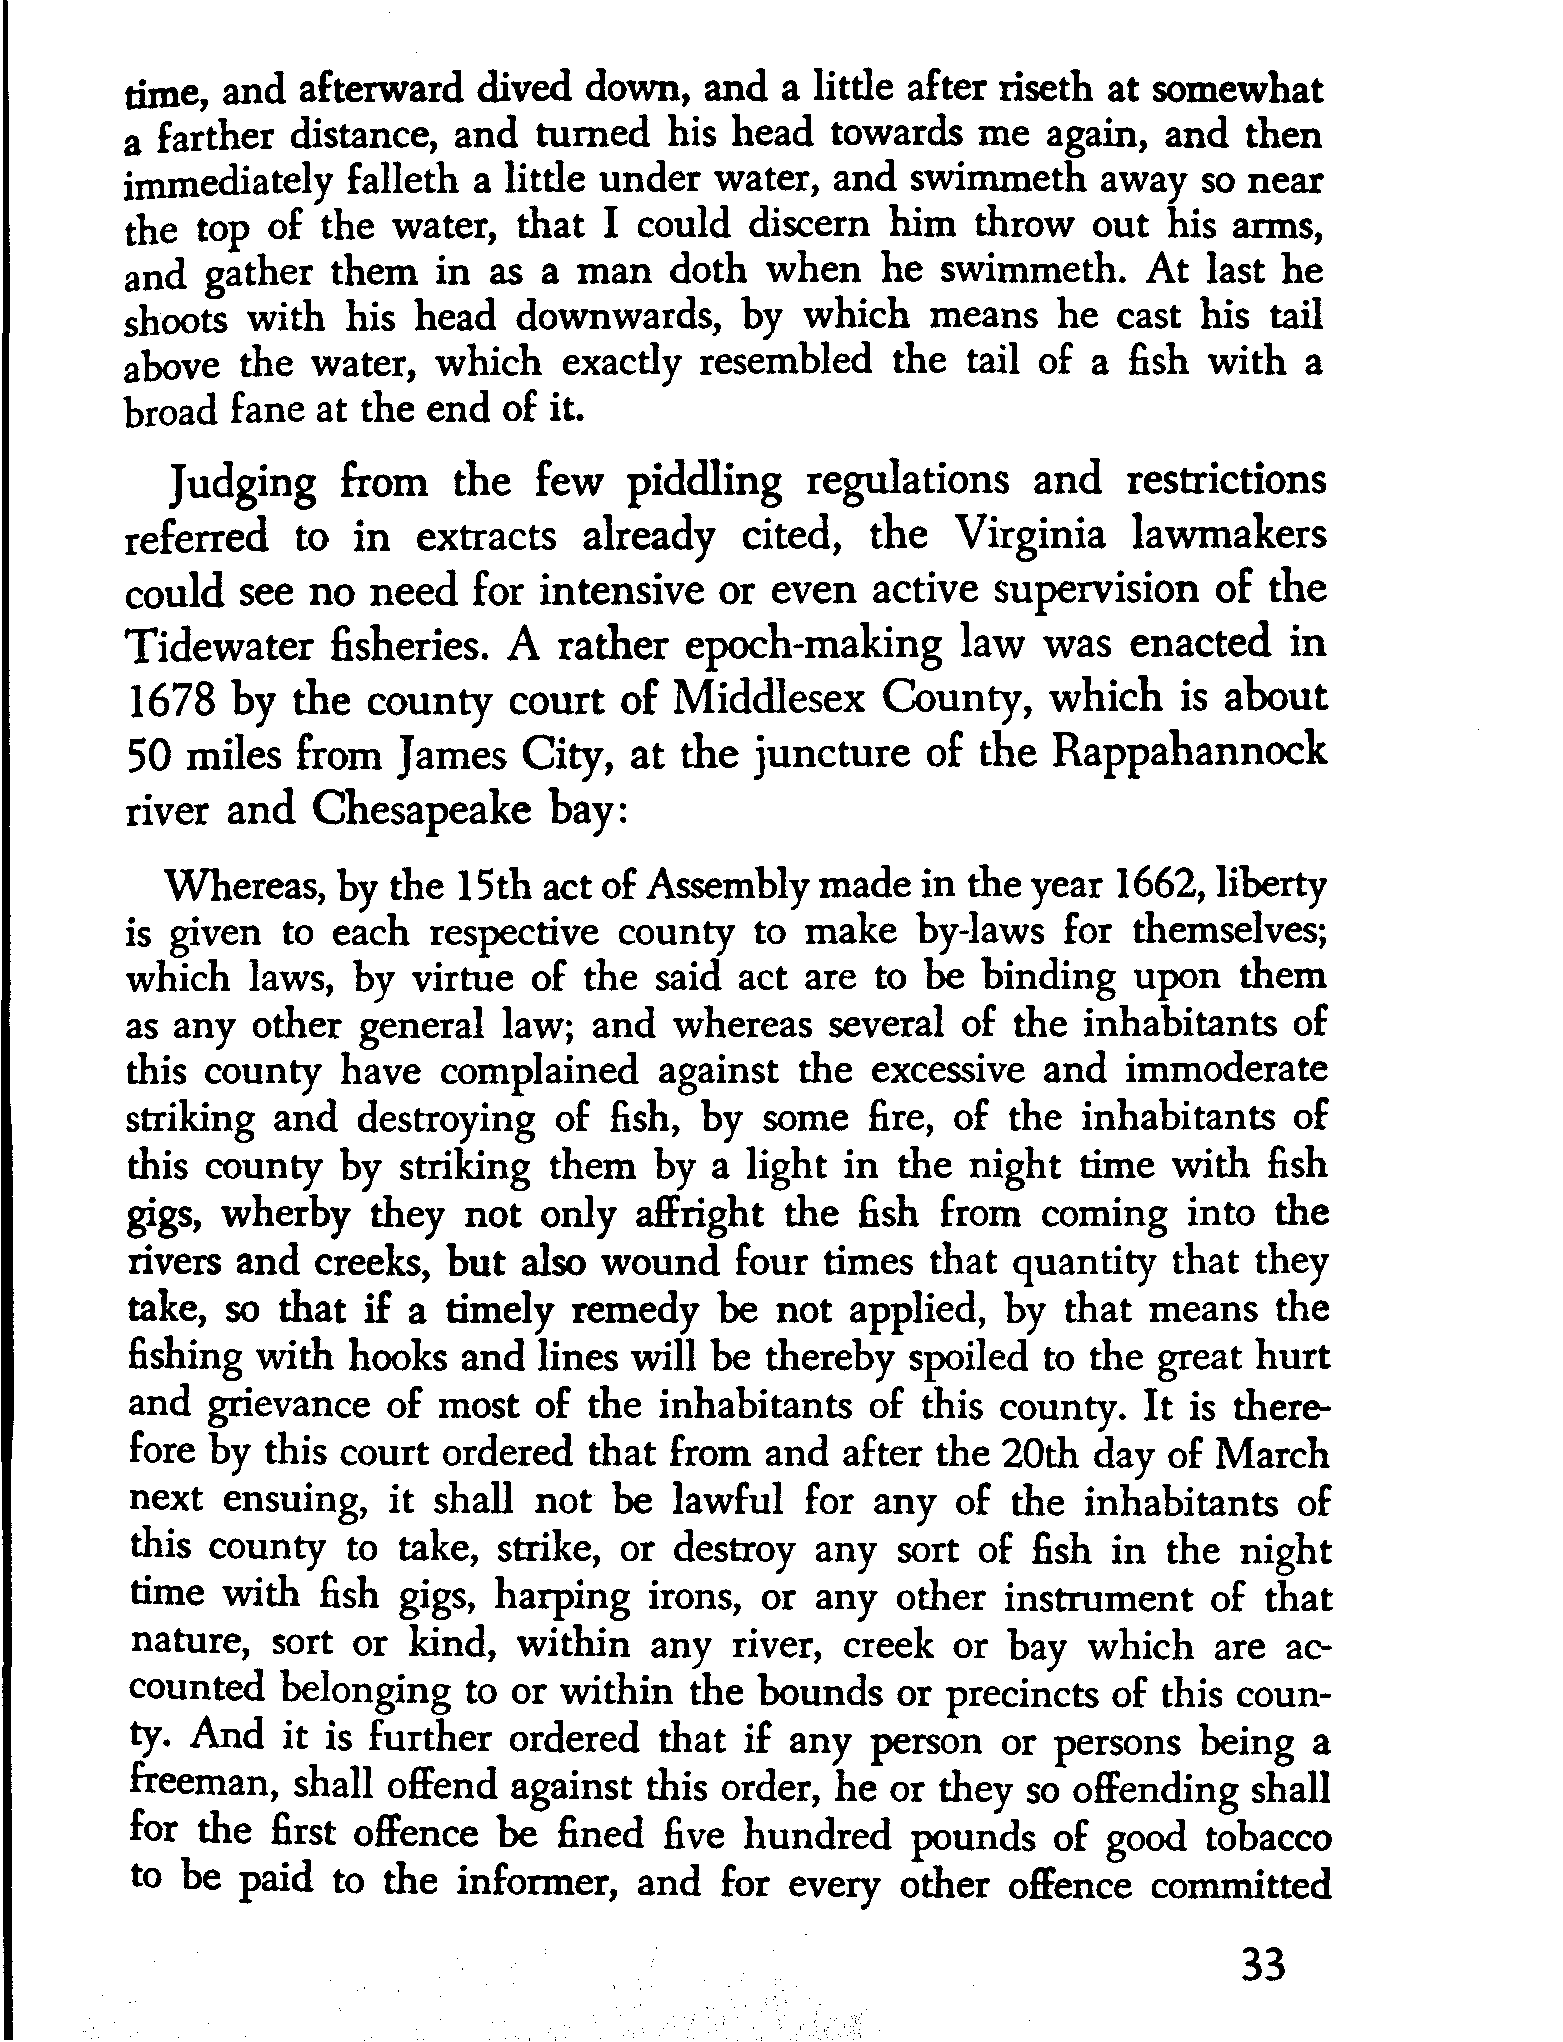 time, and afterward dived down, and a little after riseth at somewhat
a farther distance, and turned his head towards me again, and then
immediately falleth a little under water, and swimmeth away so near
the top of the water, that I could discern him throw out his arms,
and gather them in as a man doth when he swimmeth. At last he
shoots with his head downwards, by which means he cast his tail
above the water, which exactly resembled the tail of a fish with a
broad fane at the end of it.
Judging from the few piddling regulations and restrictions
referred to in extracts already cited, the Virginia lawmakers
could see no need for intensive or even active supervision of the
Tidewater fisheries. A rather epoch-making law was enacted in
1678 by the county court of Middlesex County, which is about
50 miles from James City, at the juncture of the Rappahannock
river and Chesapeake bay:
Whereas, by the 15th act of Assembly made in the year 1662, liberty
is given to each respective county to make by-laws for themselves;
which laws, by virtue of the said act are to be binding upon them
as any other general law; and whereas several of the inhabitants of
this county have complained against the excessive and immoderate
striking and destroying of fish, by some fire, of the inhabitants of
this county by striking them by a light in the night time with fish
gigs, wherby they not only affright the fish from coming into the
rivers and creeks, but also wound four times that quantity that they
take, so that if a timely remedy be not applied, by that means the
fishing with hooks and lines will be thereby spoiled to the great hurt
and grievance of most of the inhabitants of this county. It is there-
fore by this court ordered that from and after the 20th day of March
next ensuing, it shall not be lawful for any of the inhabitants of
this county to take, strike, or destroy any sort of fish in the night
time with fish gigs, harping irons, or any other instrument of that
nature, sort or kind, within any river, creek or bay which are ac-
counted belonging to or within the bounds or precincts of this coun-
ty. And it is further ordered that if any person or persons being a
freeman, shall offend against this order, he or they so offending shall
for the first offence be fined five hundred pounds of good tobacco
to be paid to the informer, and for every other offence committed
33